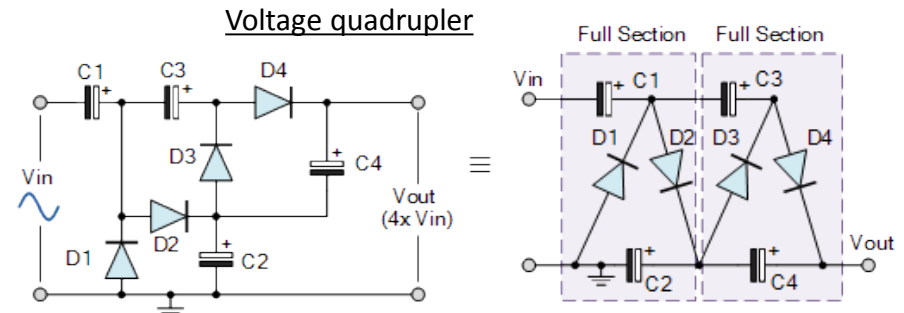 Voltage quadrupler
C1 + C3 + D4
D3
+ C4
Vin
Vout
(4x Vin)
D2
D1
+ C2
≡
Full Section Full Section
Vin
+ C1 + C3
D1 D2 D3 D4
Vout
+ +
C2 C4